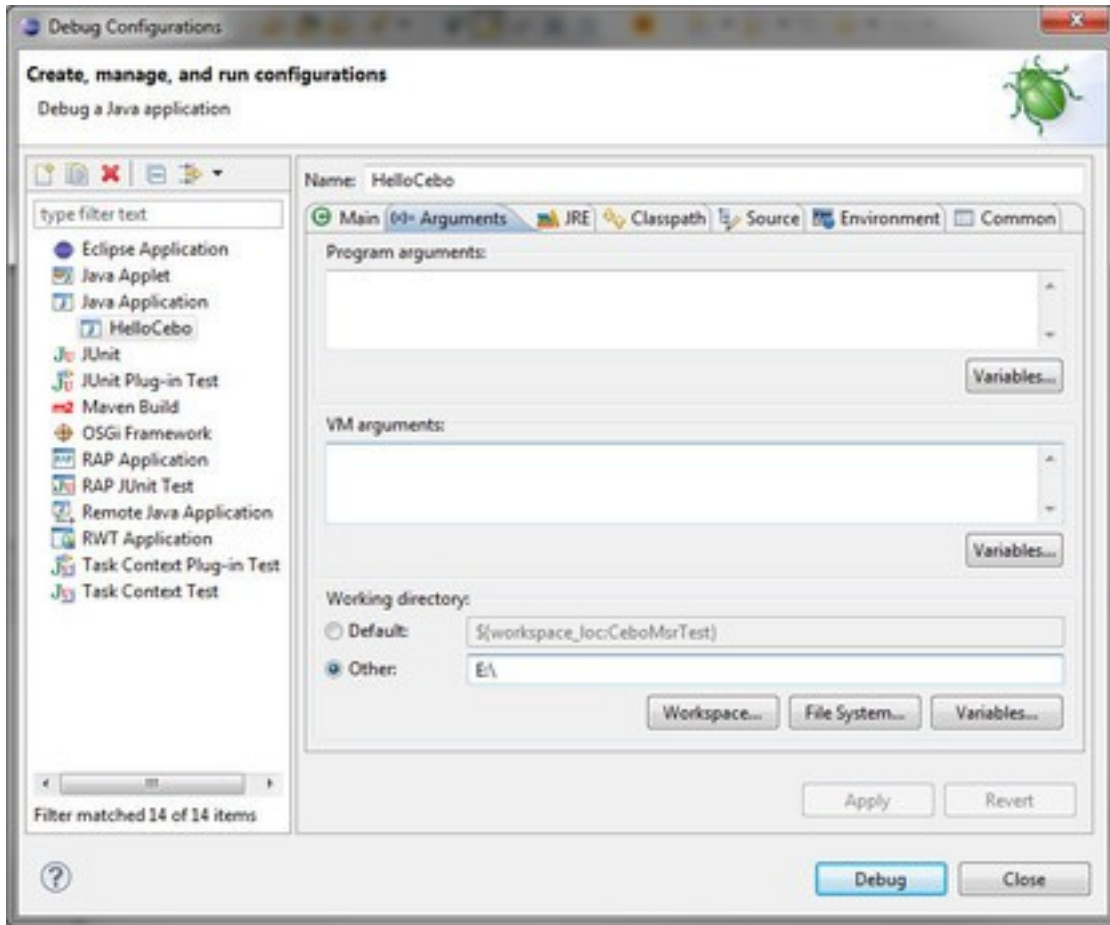 Debug Configurations
Create, manage, and run configurations
Debug a Java application
type filter text
Eclipse Application
Java Applet
Java Application
HelloCebo
JUnit
JUnit Plug-in Test
m2 Maven Build
OSGi Framework
RAP Application
RAP JUnit Test
Remote Java Application
RWT Application
Task Context Plug-in Test
Task Context Test
Filter matched 14 of 14 items
Name: HelloCebo
Main (x)= Arguments JRE Classpath Source Environment Common
Program arguments:
Variables...
VM arguments:
Variables...
Working directory:
Default: ${workspace_loc:CeboMsrTest}
Other: E:\
Workspace... File System... Variables...
Apply Revert
Debug Close